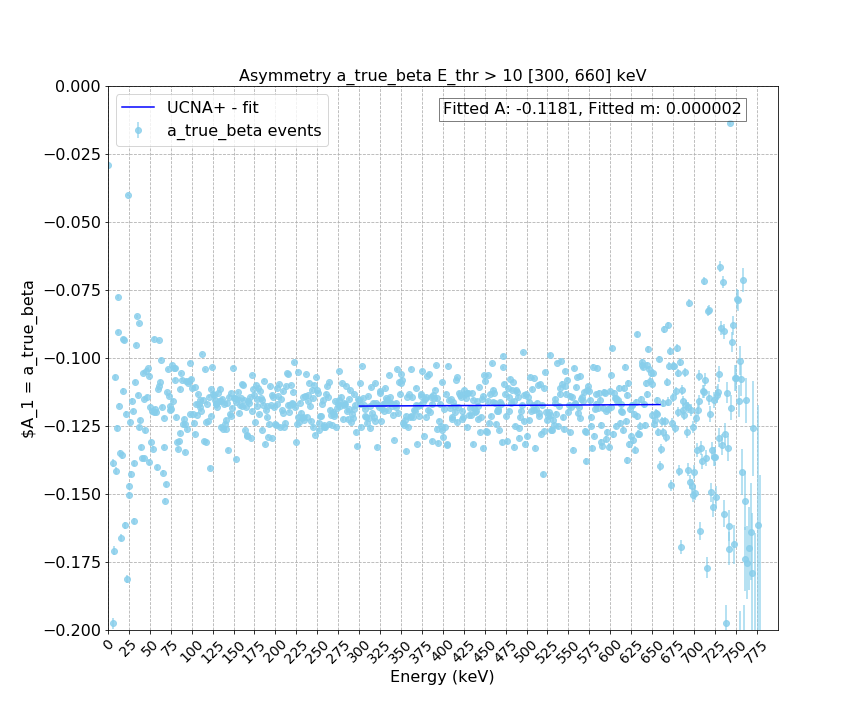 Asymmetry a_true_beta E_thr > 10 [300, 660] keV
UCNA+ - fit
a_true_beta events
Fitted A: -0.1181, Fitted m: 0.000002
0.000
−0.025
−0.050
−0.075
−0.100
−0.125
−0.150
−0.175
−0.200
$A_1 = a_true_beta
0 25 50 75 100 125 150 175 200 225 250 275 300 325 350 375 400 425 450 475 500 525 550 575 600 625 650 675 700 725 750 775
Energy (keV)